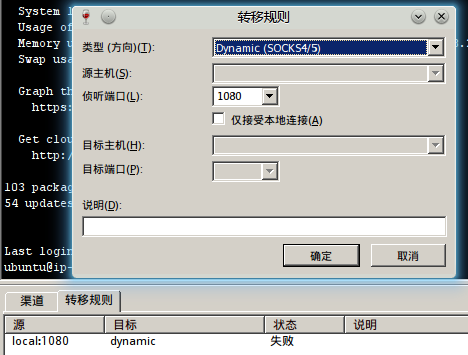 System l
Usage of
Memory u
Swap usa
Graph th
https:
Get clou
http:/
103 packag
54 updates
Last login
ubuntu@ip-
转移规则
类型 (方向)(T):
Dynamic (SOCKS4/5)
源主机(S):
侦听端口(L):
1080
仅接受本地连接(A)
目标主机(H):
目标端口(P):
说明(D):
确定
取消
渠道
转移规则
源
目标
状态
说明
local:1080
dynamic
失败